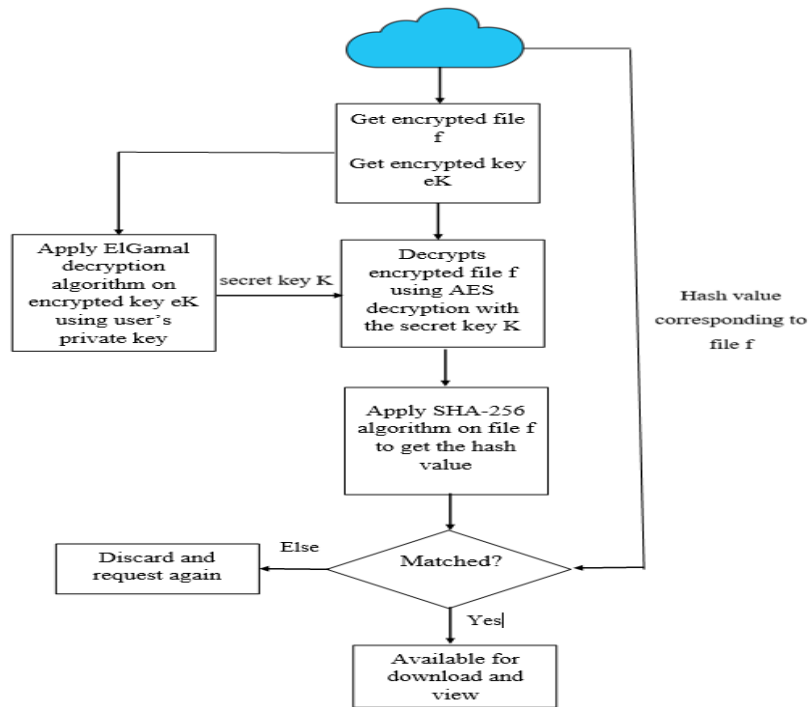 Get encrypted file
f
Get encrypted key
eK
Apply ElGamal
decryption
algorithm on
encrypted key eK
using user's
private key
secret key K
Decrypts
encrypted file f
using AES
decryption with
the secret key K
Hash value
corresponding to
file f
Apply SHA-256
algorithm on file f
to get the hash
value
Matched?
Else
Discard and
request again
Yes
Available for
download and
view